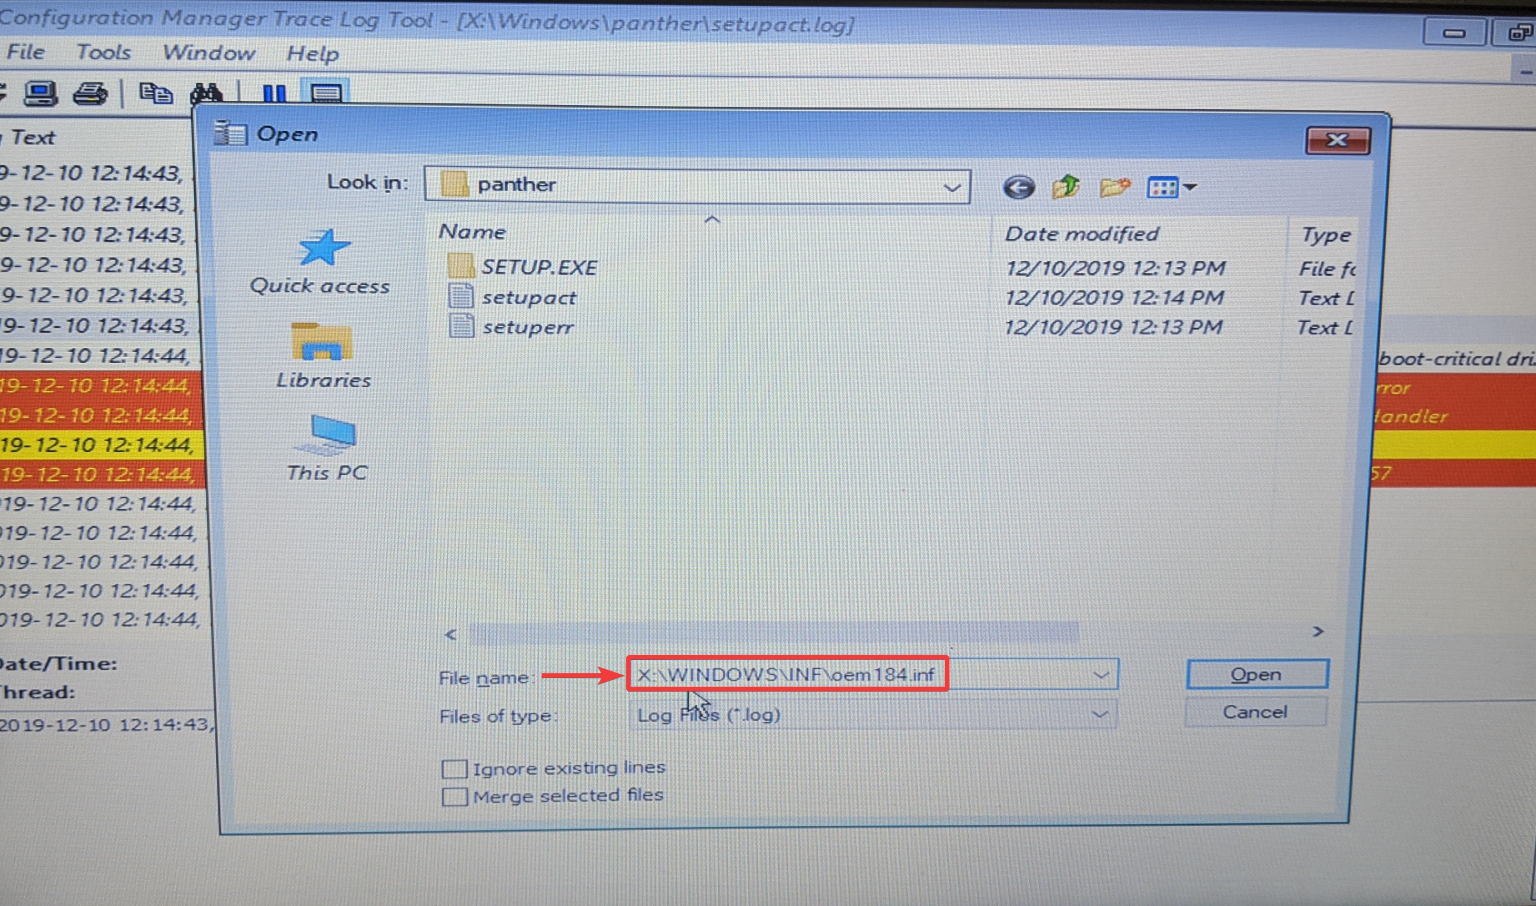 Configuration Manager Trace Log Tool - [X:\Windows\panther\setupact.log]
File Tools Window Help
Text
9-12-10 12:14:43,
9-12-10 12:14:43,
9-12-10 12:14:43,
9-12-10 12:14:43,
9-12-10 12:14:43,
9-12-10 12:14:43,
19-12-10 12:14:44,
19-12-10 12:14:44,
19-12-10 12:14:44,
19-12-10 12:14:44,
19-12-10 12:14:44,
019-12-10 12:14:44,
019-12-10 12:14:44,
019-12-10 12:14:44,
019-12-10 12:14:44,
019-12-10 12:14:44,
Date/Time:
Thread:
2019-12-10 12:14:43,
Open
Look in: panther
Quick access
Libraries
This PC
Name Date modified Type
SETUP.EXE 12/10/2019 12:13 PM File fo
setupact 12/10/2019 12:14 PM Text D
setuperr 12/10/2019 12:13 PM Text D
File name: X:\WINDOWS\INF\oem184.inf
Open
Files of type: Log Files (*.log)
Cancel
Ignore existing lines
Merge selected files
boot-critical dri
rror
Handler
57